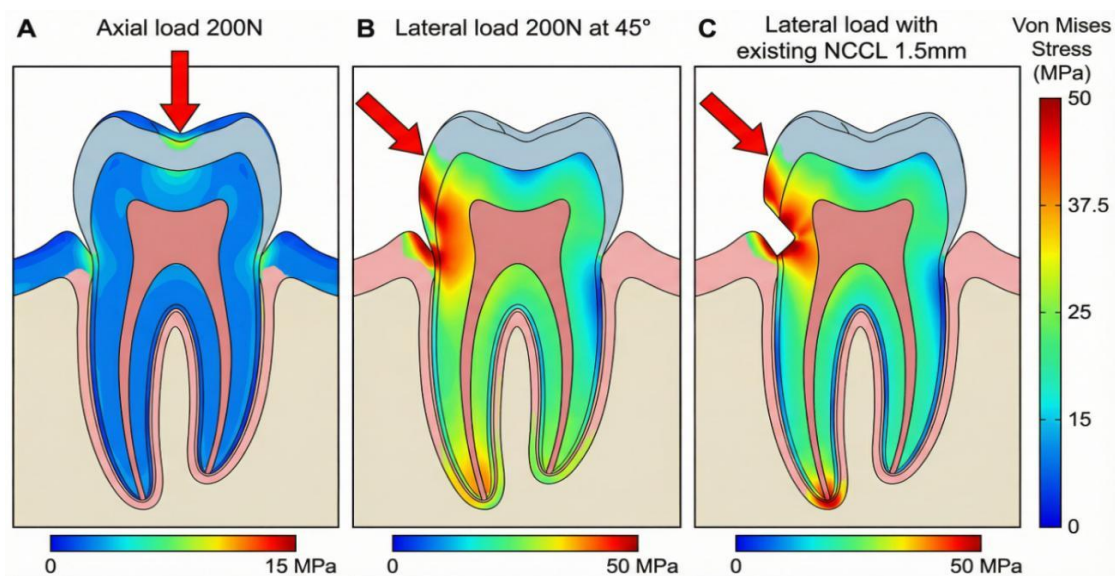 A Axial load 200N
B Lateral load 200N at 45°
C Lateral load with
existing NCCL 1.5mm
Von Mises
Stress
(MPa)
50
37.5
25
15
0
0 15 MPa
0 50 MPa
0 50 MPa